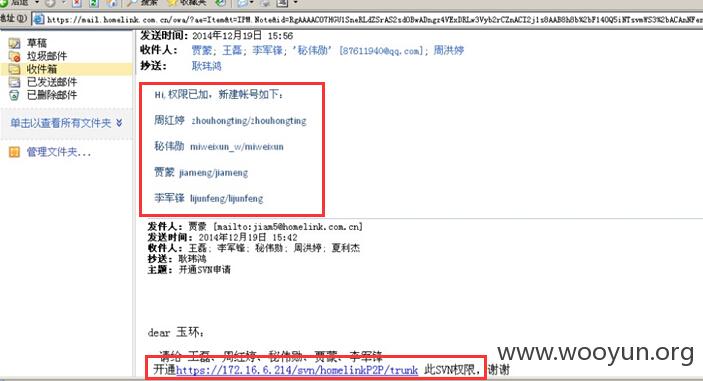 后退
搜索
收藏夹
地址(D) https://mail.homelink.com.cn/owa/?ae=Item&t=IPM.Note&id=
草稿
垃圾邮件
收件箱
已发送邮件
已删除邮件
单击以查看所有文件夹
管理文件夹...
发送时间: 2014年12月19日 15:56
收件人: 贾蒙; 王磊; 李军锋; '秘伟勋' [87611940@qq.com]; 周洪婷
抄送: 耿玮鸿
Hi,权限已加, 新建帐号如下:
周红婷 zhouhongting/zhouhongting
秘伟勋 miweixun_w/miweixun
贾蒙 jiameng/jiameng
李军锋 lijunfeng/lijunfeng
发件人: 贾蒙 [mailto:jiam5@homelink.com.cn]
发送时间: 2014年12月19日 15:42
收件人: 王磊; 李军锋; 秘伟勋; 周洪婷; 夏利杰
抄送: 耿玮鸿
主题: 开通SVN申请
dear 玉环:
请给 王磊、周红婷、秘伟勋、贾蒙、李军锋
开通https://172.16.6.214/svn/homelinkP2P/trunk 此SVN权限, 谢谢
www.wooyun.org